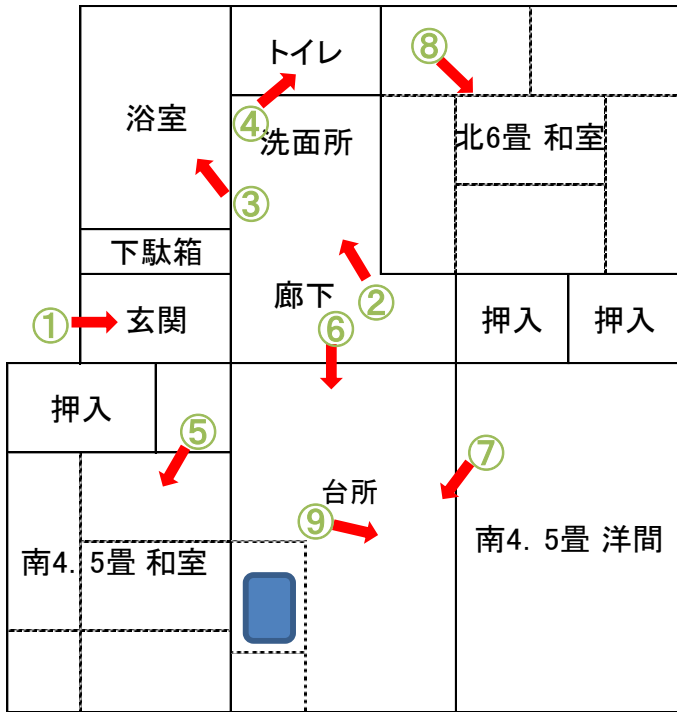 トイレ
⑧
浴室
④
洗面所
北6畳 和室
③
下駄箱
廊下
②
①
玄関
⑥
押入
押入
押入
⑤
⑦
台所
⑨
南4．5畳 和室
南4．5畳 洋間